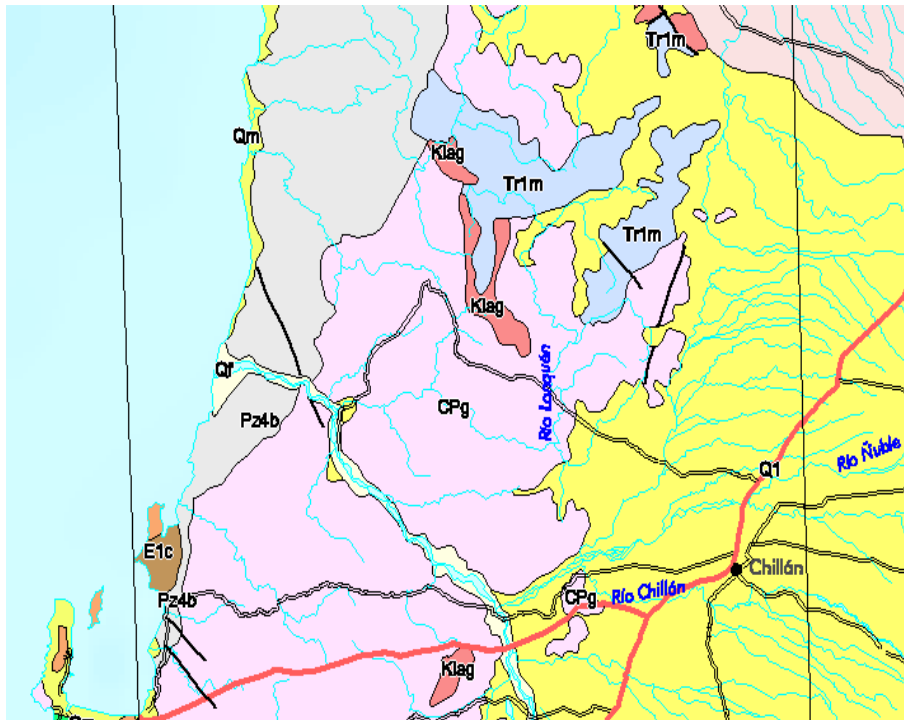 Tr1m
Qm
Klag
Tr1m
Tr1m
Klag
Qf
Río Lonquén
CPg
Pz4b
Q1
Río Ñuble
E1c
Chillán
Pz4b
CPg
Río Chillán
Klag